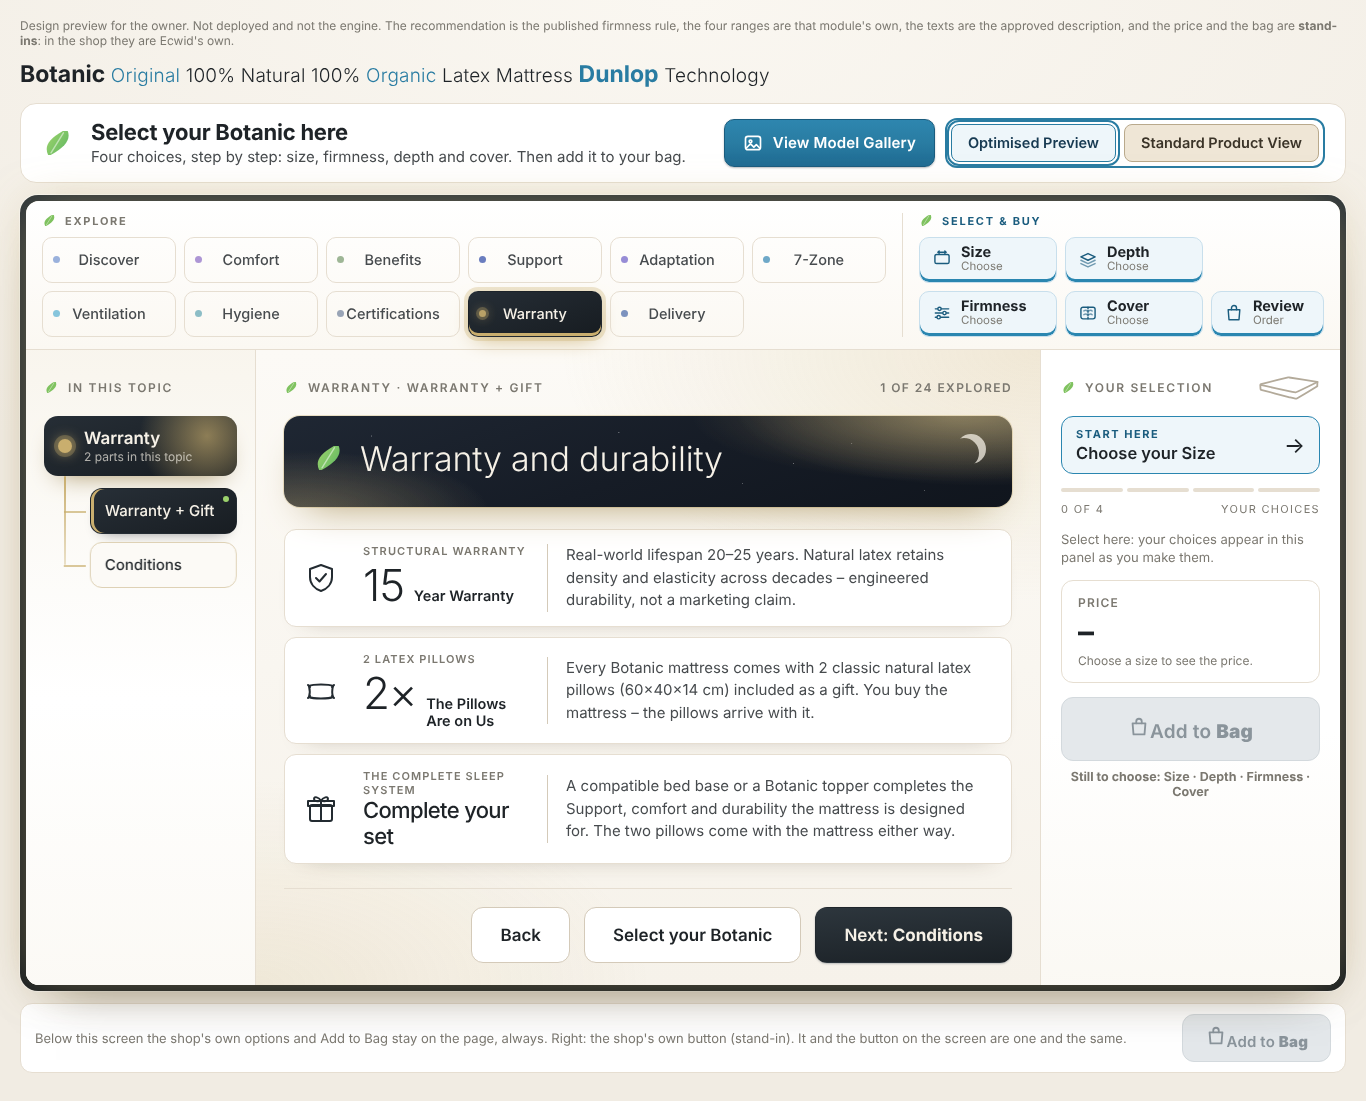 Design preview for the owner. Not deployed and not the engine. The recommendation is the published firmness rule, the four ranges are that module's own, the texts are the approved description, and the price and the bag are stand-
ins: in the shop they are Ecwid's own.
Botanic Original 100% Natural 100% Organic Latex Mattress Dunlop Technology
Select your Botanic here
Four choices, step by step: size, firmness, depth and cover. Then add it to your bag.
View Model Gallery
Optimised Preview
Standard Product View
EXPLORE
Discover
Comfort
Benefits
Support
Adaptation
7-Zone
Ventilation
Hygiene
Certifications
Warranty
Delivery
SELECT & BUY
Size
Choose
Depth
Choose
Firmness
Choose
Cover
Choose
Review
Order
IN THIS TOPIC
Warranty
2 parts in this topic
Warranty + Gift
Conditions
WARRANTY · WARRANTY + GIFT
1 OF 24 EXPLORED
Warranty and durability
STRUCTURAL WARRANTY
15 Year Warranty
Real-world lifespan 20–25 years. Natural latex retains
density and elasticity across decades – engineered
durability, not a marketing claim.
2 LATEX PILLOWS
2× The Pillows
Are on Us
Every Botanic mattress comes with 2 classic natural latex
pillows (60×40×14 cm) included as a gift. You buy the
mattress – the pillows arrive with it.
THE COMPLETE SLEEP
SYSTEM
Complete your
set
A compatible bed base or a Botanic topper completes the
Support, comfort and durability the mattress is designed
for. The two pillows come with the mattress either way.
Back
Select your Botanic
Next: Conditions
YOUR SELECTION
START HERE
Choose your Size
0 OF 4
YOUR CHOICES
Select here: your choices appear in this
panel as you make them.
PRICE
–
Choose a size to see the price.
Add to Bag
Still to choose: Size · Depth · Firmness ·
Cover
Below this screen the shop's own options and Add to Bag stay on the page, always. Right: the shop's own button (stand-in). It and the button on the screen are one and the same.
Add to Bag